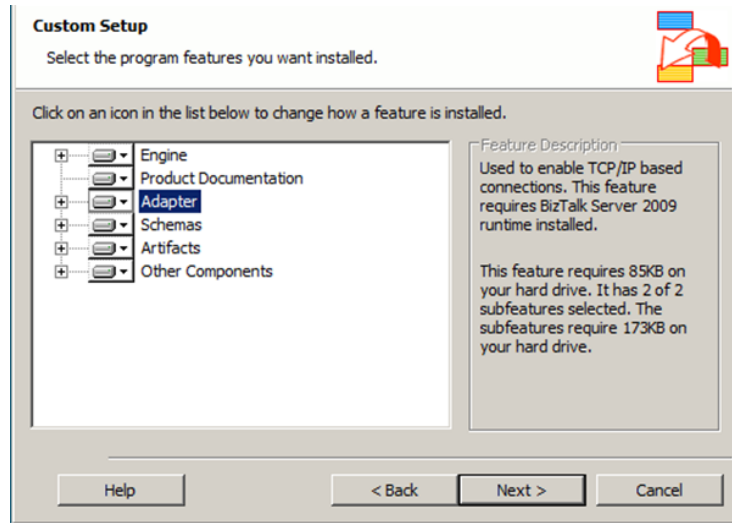 Custom Setup
Select the program features you want installed.
Click on an icon in the list below to change how a feature is installed.
Engine
Product Documentation
Adapter
Schemas
Artifacts
Other Components
Feature Description
Used to enable TCP/IP based
connections. This feature
requires BizTalk Server 2009
runtime installed.
This feature requires 85KB on
your hard drive. It has 2 of 2
subfeatures selected. The
subfeatures require 173KB on
your hard drive.
Help
< Back
Next >
Cancel